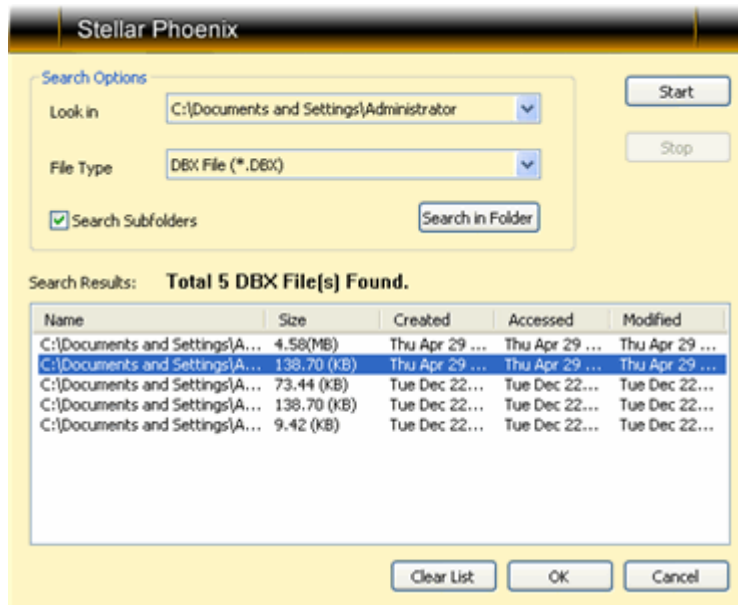 Stellar Phoenix
Search Options
Look in C:\Documents and Settings\Administrator Start
File Type DBX File (*.DBX) Stop
Search Subfolders Search in Folder
Search Results: Total 5 DBX File(s) Found.
Name Size Created Accessed Modified
C:\Documents and Settings\A... 4.58(MB) Thu Apr 29 ... Thu Apr 29 ... Thu Apr 29 ...
C:\Documents and Settings\A... 138.70 (KB) Thu Apr 29 ... Thu Apr 29 ... Thu Apr 29 ...
C:\Documents and Settings\A... 73.44 (KB) Tue Dec 22... Tue Dec 22... Tue Dec 22...
C:\Documents and Settings\A... 138.70 (KB) Tue Dec 22... Tue Dec 22... Tue Dec 22...
C:\Documents and Settings\A... 9.42 (KB) Tue Dec 22... Tue Dec 22... Tue Dec 22...
Clear List OK Cancel